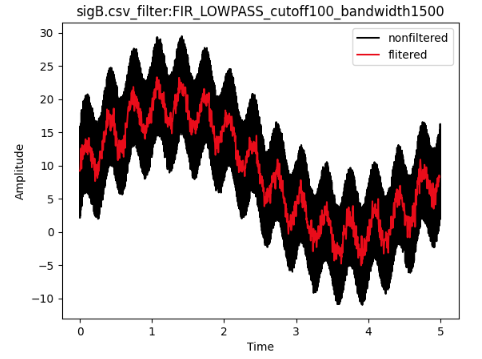 sigB.csv_filter:FIR_LOWPASS_cutoff100_bandwidth1500
nonfiltered
flitered
Amplitude
30
25
20
15
10
5
0
−5
−10
0 1 2 3 4 5
Time